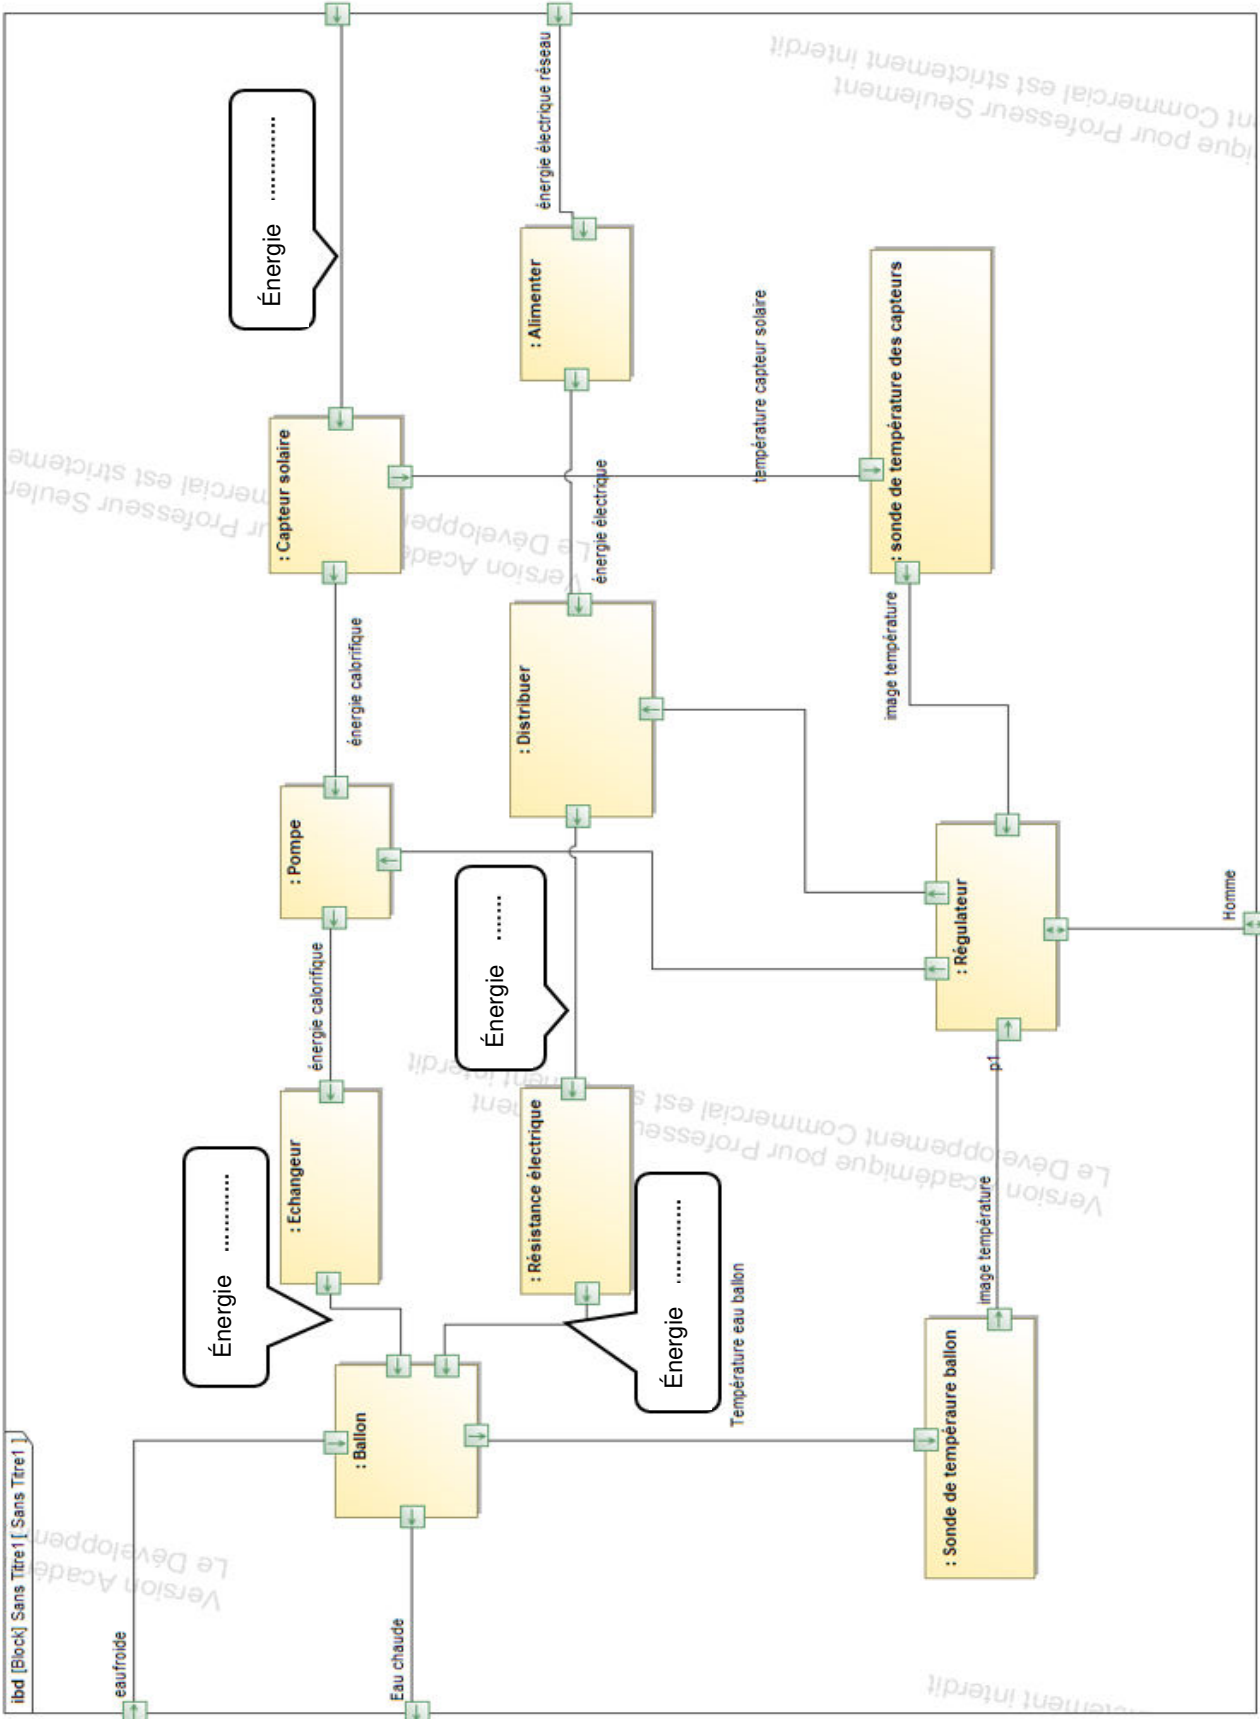 ibd [Block] Sans Titre1 [ Sans Titre1 ]
eaufroide
Énergie ............
Énergie ............
: Echangeur
énergie calorifique
: Pompe
énergie calorifique
: Capteur solaire
: Ballon
Eau chaude
Énergie .......
énergie électrique réseau
: Résistance électrique
: Distribuer
énergie électrique
: Alimenter
Énergie ............
Température eau ballon
température capteur solaire
: Sonde de tempéraure ballon
image température
p1
: Régulateur
image température
: sonde de température des capteurs
Homme
Version Académique pour Professeur Seulement
Le Développement Commercial est strictement interdit